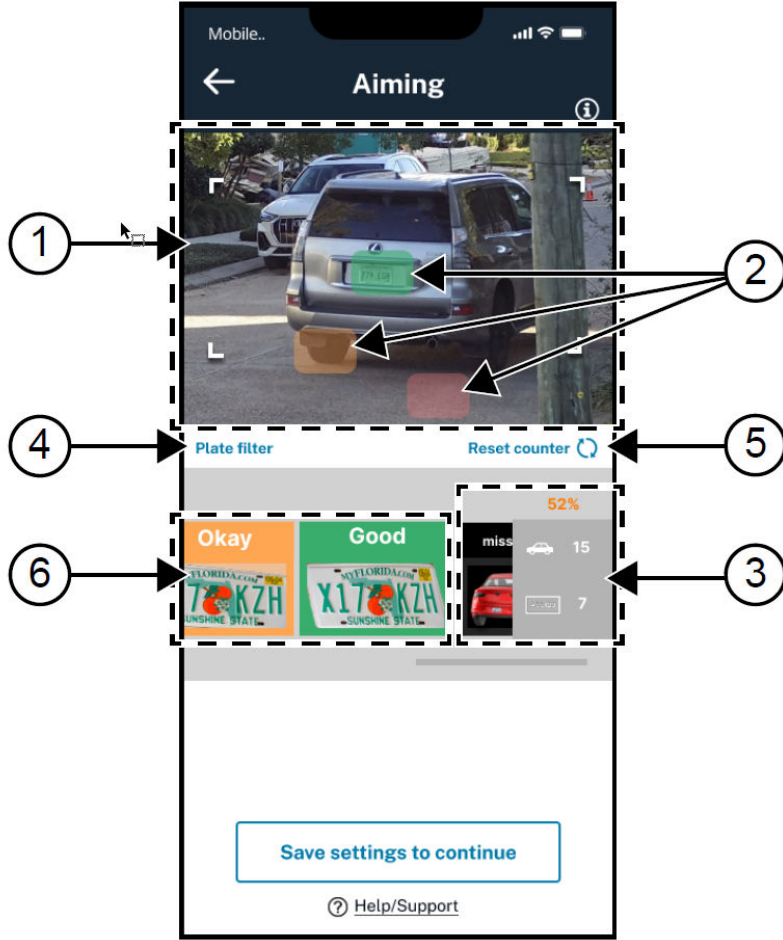 Mobile..
Aiming
1
2
4
Plate filter
Reset counter
5
52%
Okay
Good
miss
15
MYFLORIDA.COM
7 KZH
SUNSHINE STATE
MYFLORIDA.COM
X17 KZH
SUNSHINE STATE
7
6
3
Save settings to continue
? Help/Support